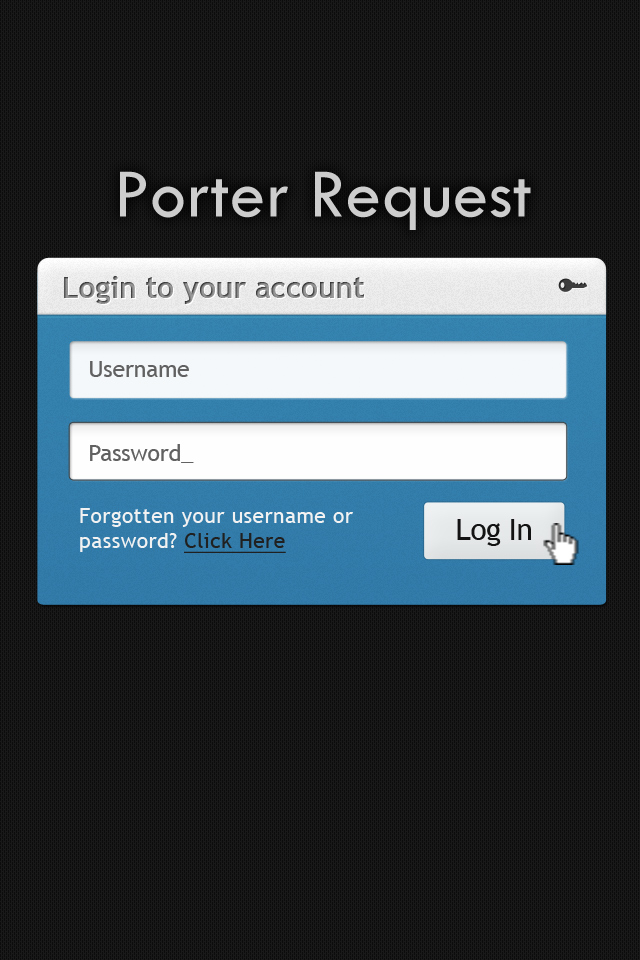 Porter Request
Login to your account
Username
Password_
Forgotten your username or
password? Click Here
Log In